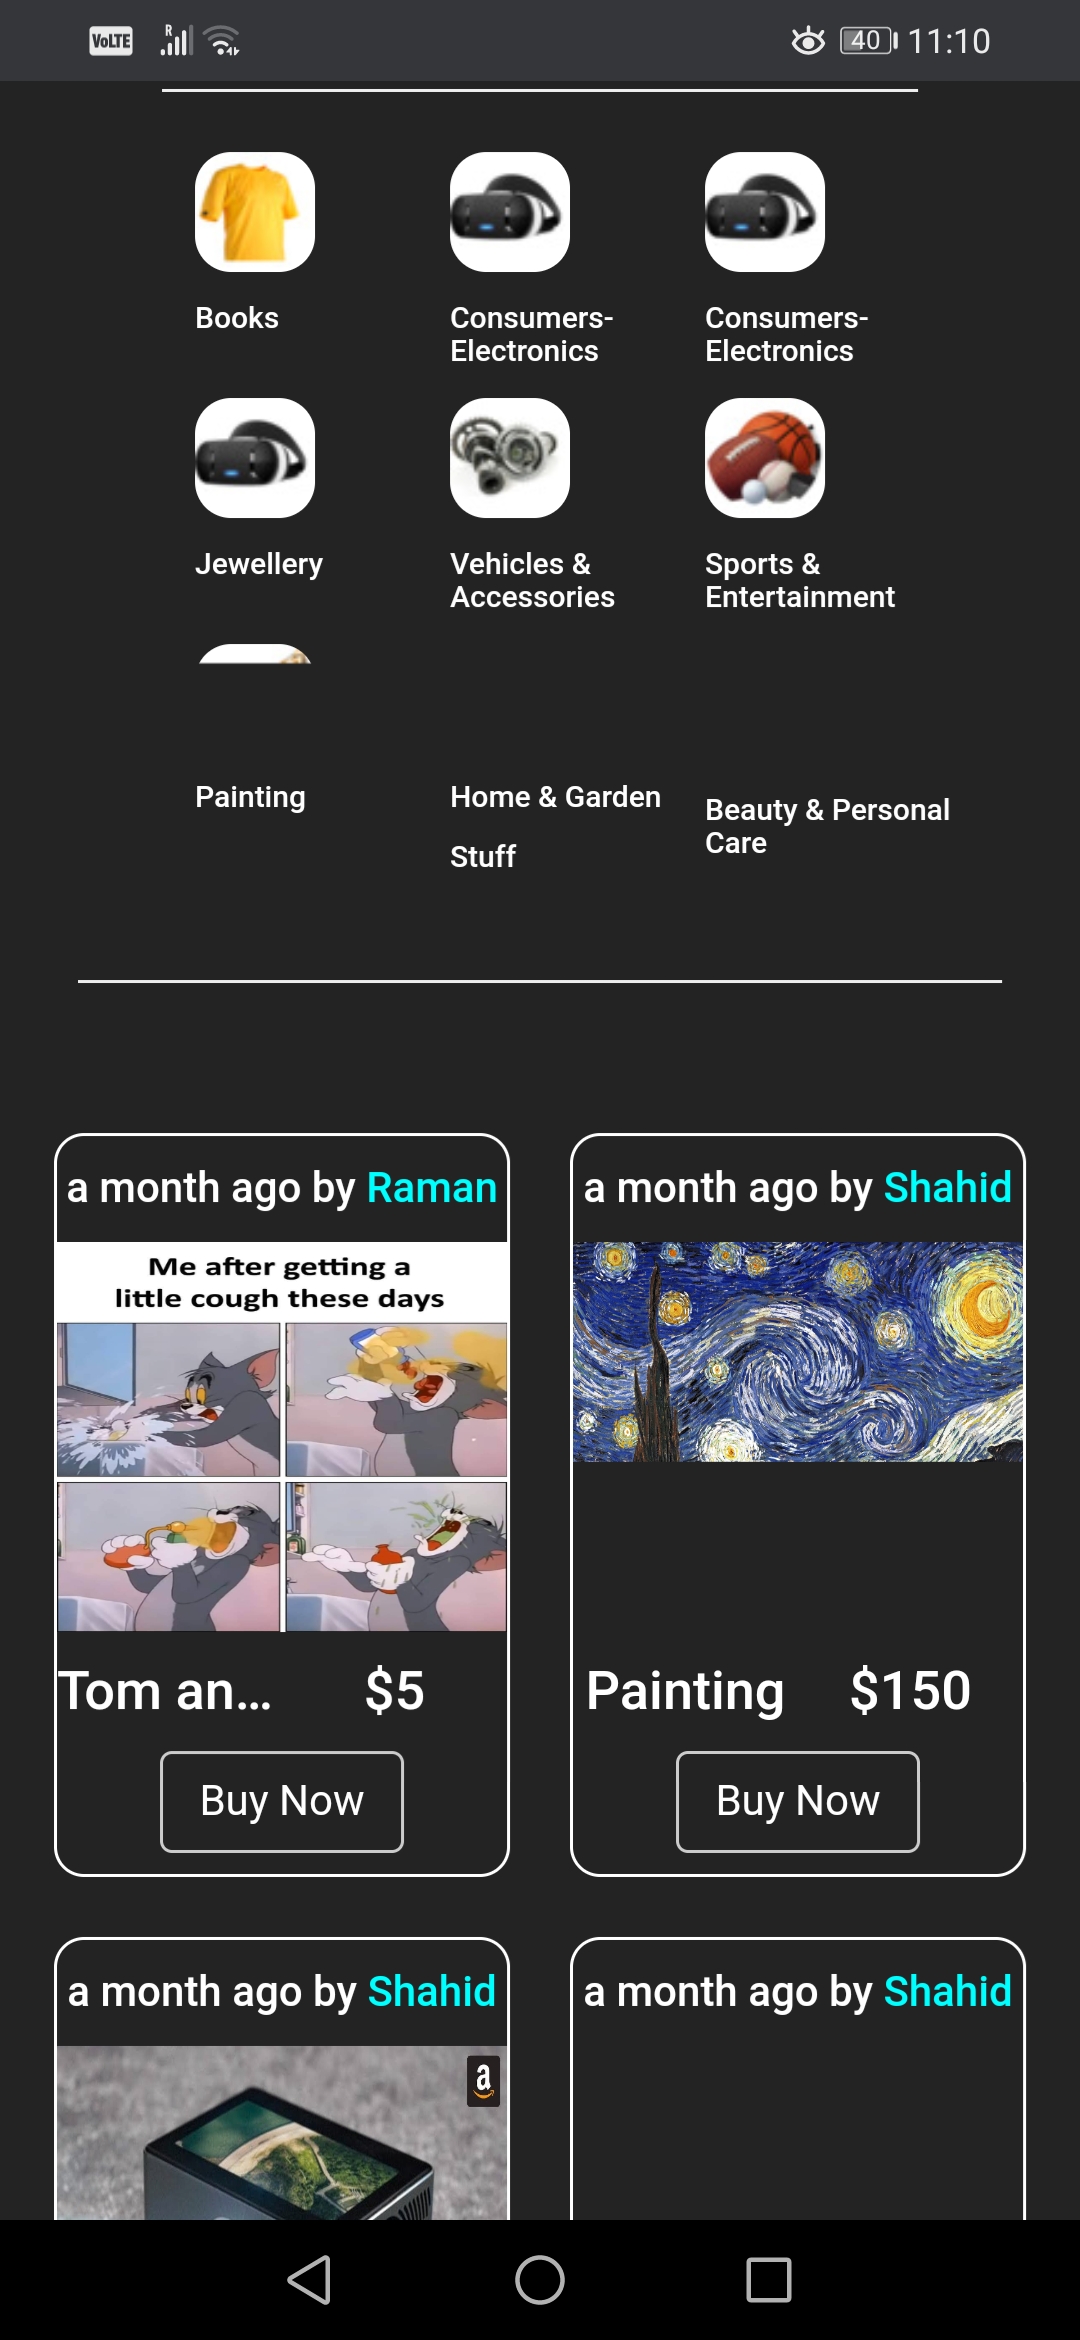 VoLTE R 40 11:10
Books
Consumers-
Electronics
Consumers-
Electronics
Jewellery
Vehicles &
Accessories
Sports &
Entertainment
Painting
Home & Garden
Stuff
Beauty & Personal
Care
a month ago by Raman
Me after getting a
little cough these days
Tom an...
$5
Buy Now
a month ago by Shahid
Painting
$150
Buy Now
a month ago by Shahid
a
a month ago by Shahid